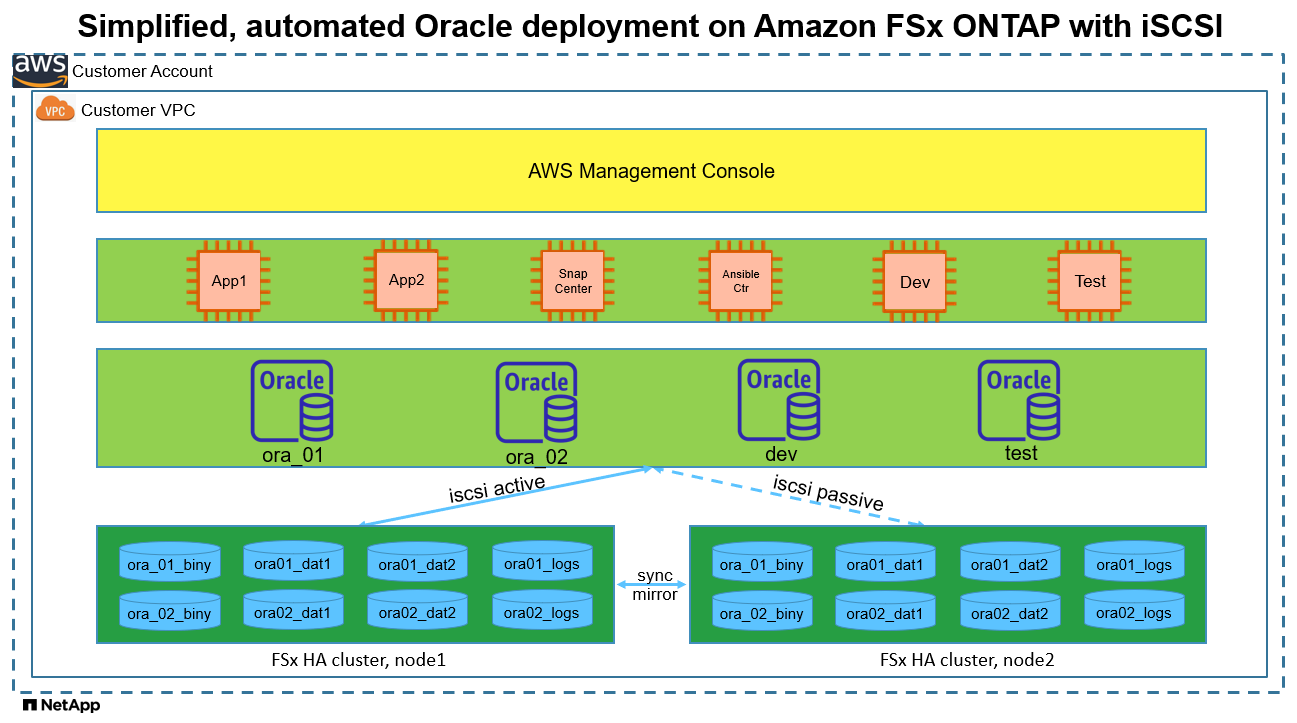 Simplified, automated Oracle deployment on Amazon FSx ONTAP with iSCSI
aws
Customer Account
VPC
Customer VPC
AWS Management Console
App1
App2
Snap
Center
Ansible
Ctr
Dev
Test
Oracle
Oracle
Oracle
Oracle
ora_01
ora_02
dev
test
iscsi active
iscsi passive
ora_01_biny
ora01_dat1
ora01_dat2
ora01_logs
ora_02_biny
ora02_dat1
ora02_dat2
ora02_logs
sync
mirror
ora_01_biny
ora01_dat1
ora01_dat2
ora01_logs
ora_02_biny
ora02_dat1
ora02_dat2
ora02_logs
FSx HA cluster, node1
FSx HA cluster, node2
NetApp